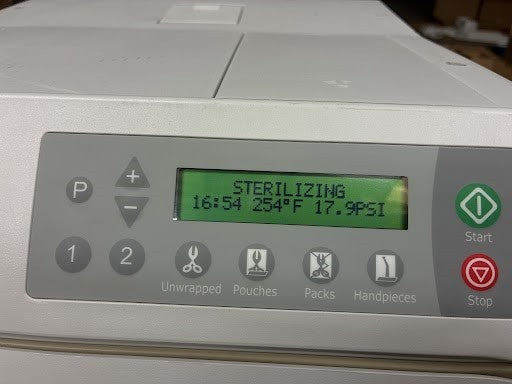 STERILIZING
16:54 254°F 17.9PSI
P
+
−
1
2
Unwrapped
Pouches
Packs
Handpieces
Start
Stop